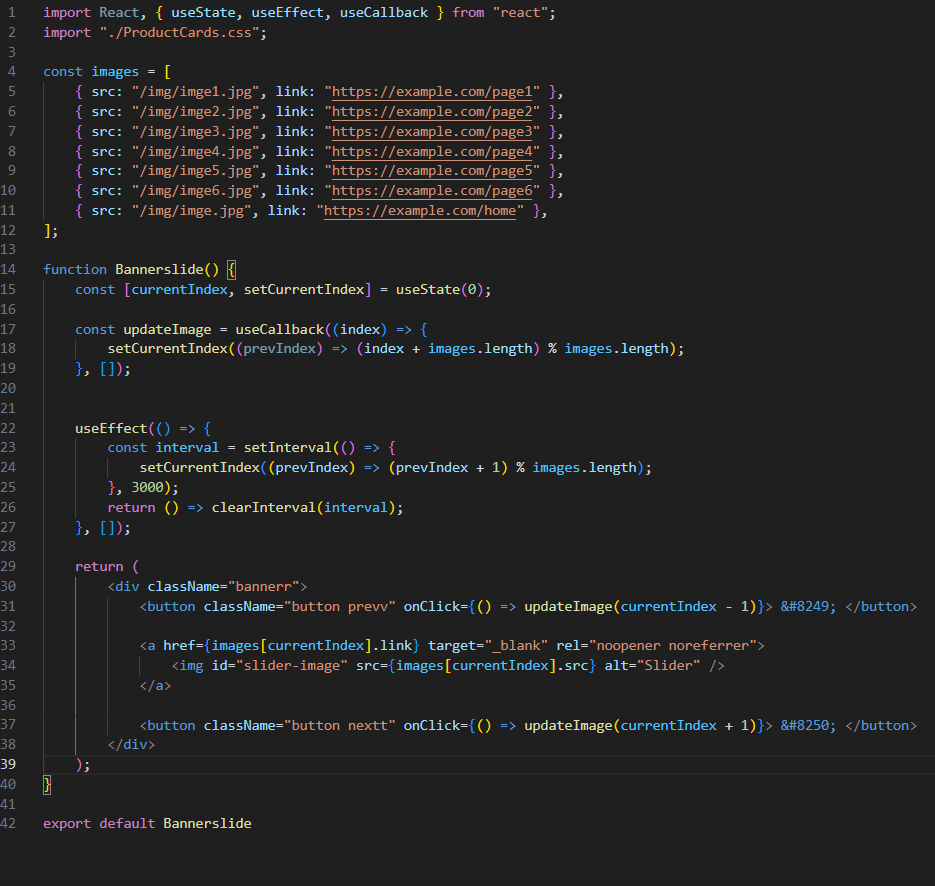 1 import React, { useState, useEffect, useCallback } from "react";
2 import "./ProductCards.css";
3
4 const images = [
5     { src: "/img/imge1.jpg", link: "https://example.com/page1" },
6     { src: "/img/imge2.jpg", link: "https://example.com/page2" },
7     { src: "/img/imge3.jpg", link: "https://example.com/page3" },
8     { src: "/img/imge4.jpg", link: "https://example.com/page4" },
9     { src: "/img/imge5.jpg", link: "https://example.com/page5" },
10     { src: "/img/imge6.jpg", link: "https://example.com/page6" },
11     { src: "/img/imge.jpg", link: "https://example.com/home" },
12 ];
13
14 function Bannerslide() {
15     const [currentIndex, setCurrentIndex] = useState(0);
16
17     const updateImage = useCallback((index) => {
18         setCurrentIndex((prevIndex) => (index + images.length) % images.length);
19     }, []);
20
21
22     useEffect(() => {
23         const interval = setInterval(() => {
24             setCurrentIndex((prevIndex) => (prevIndex + 1) % images.length);
25         }, 3000);
26         return () => clearInterval(interval);
27     }, []);
28
29     return (
30         <div className="bannerr">
31             <button className="button prevv" onClick={() => updateImage(currentIndex - 1)}> &#8249; </button>
32
33             <a href={images[currentIndex].link} target="_blank" rel="noopener noreferrer">
34                 <img id="slider-image" src={images[currentIndex].src} alt="Slider" />
35             </a>
36
37             <button className="button nextt" onClick={() => updateImage(currentIndex + 1)}> &#8250; </button>
38         </div>
39     );
40 }
41
42 export default Bannerslide